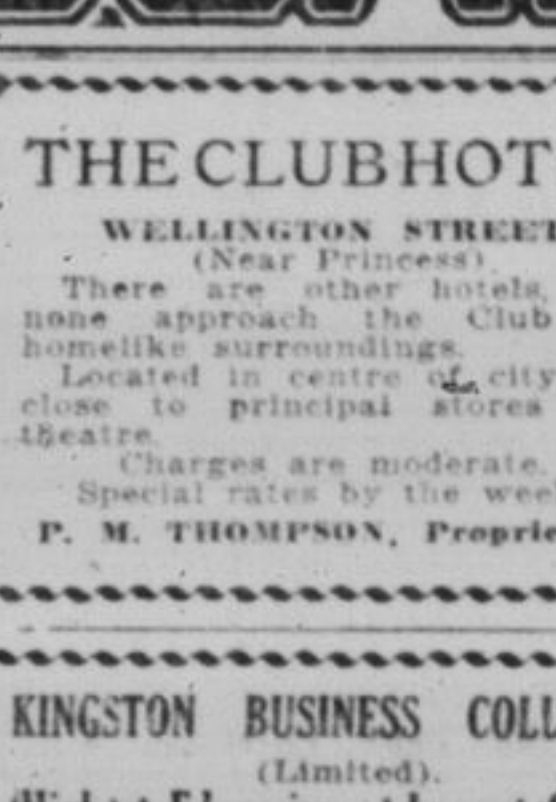 THE CLUB HOT
WELLINGTON STREET
(Near Princess).
There are other hotels,
none approach the Club
homelike surroundings.
Located in centre of city
close to principal stores
theatre.
Charges are moderate.
Special rates by the wee
P. M. THOMPSON, Proprie
KINGSTON BUSINESS COLL
(Limited).